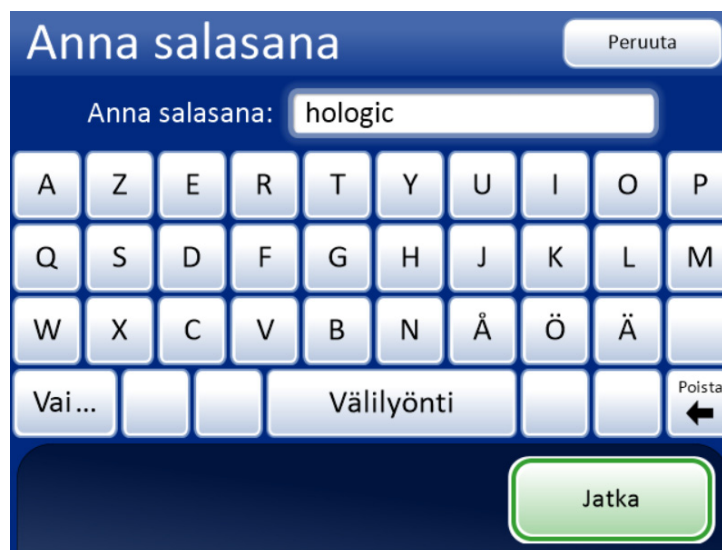 Anna salasana
Peruuta
Anna salasana: hologic
A Z E R T Y U I O P
Q S D F G H J K L M
W X C V B N Å Ö Ä
Vai... Välilyönti Poista
Jatka